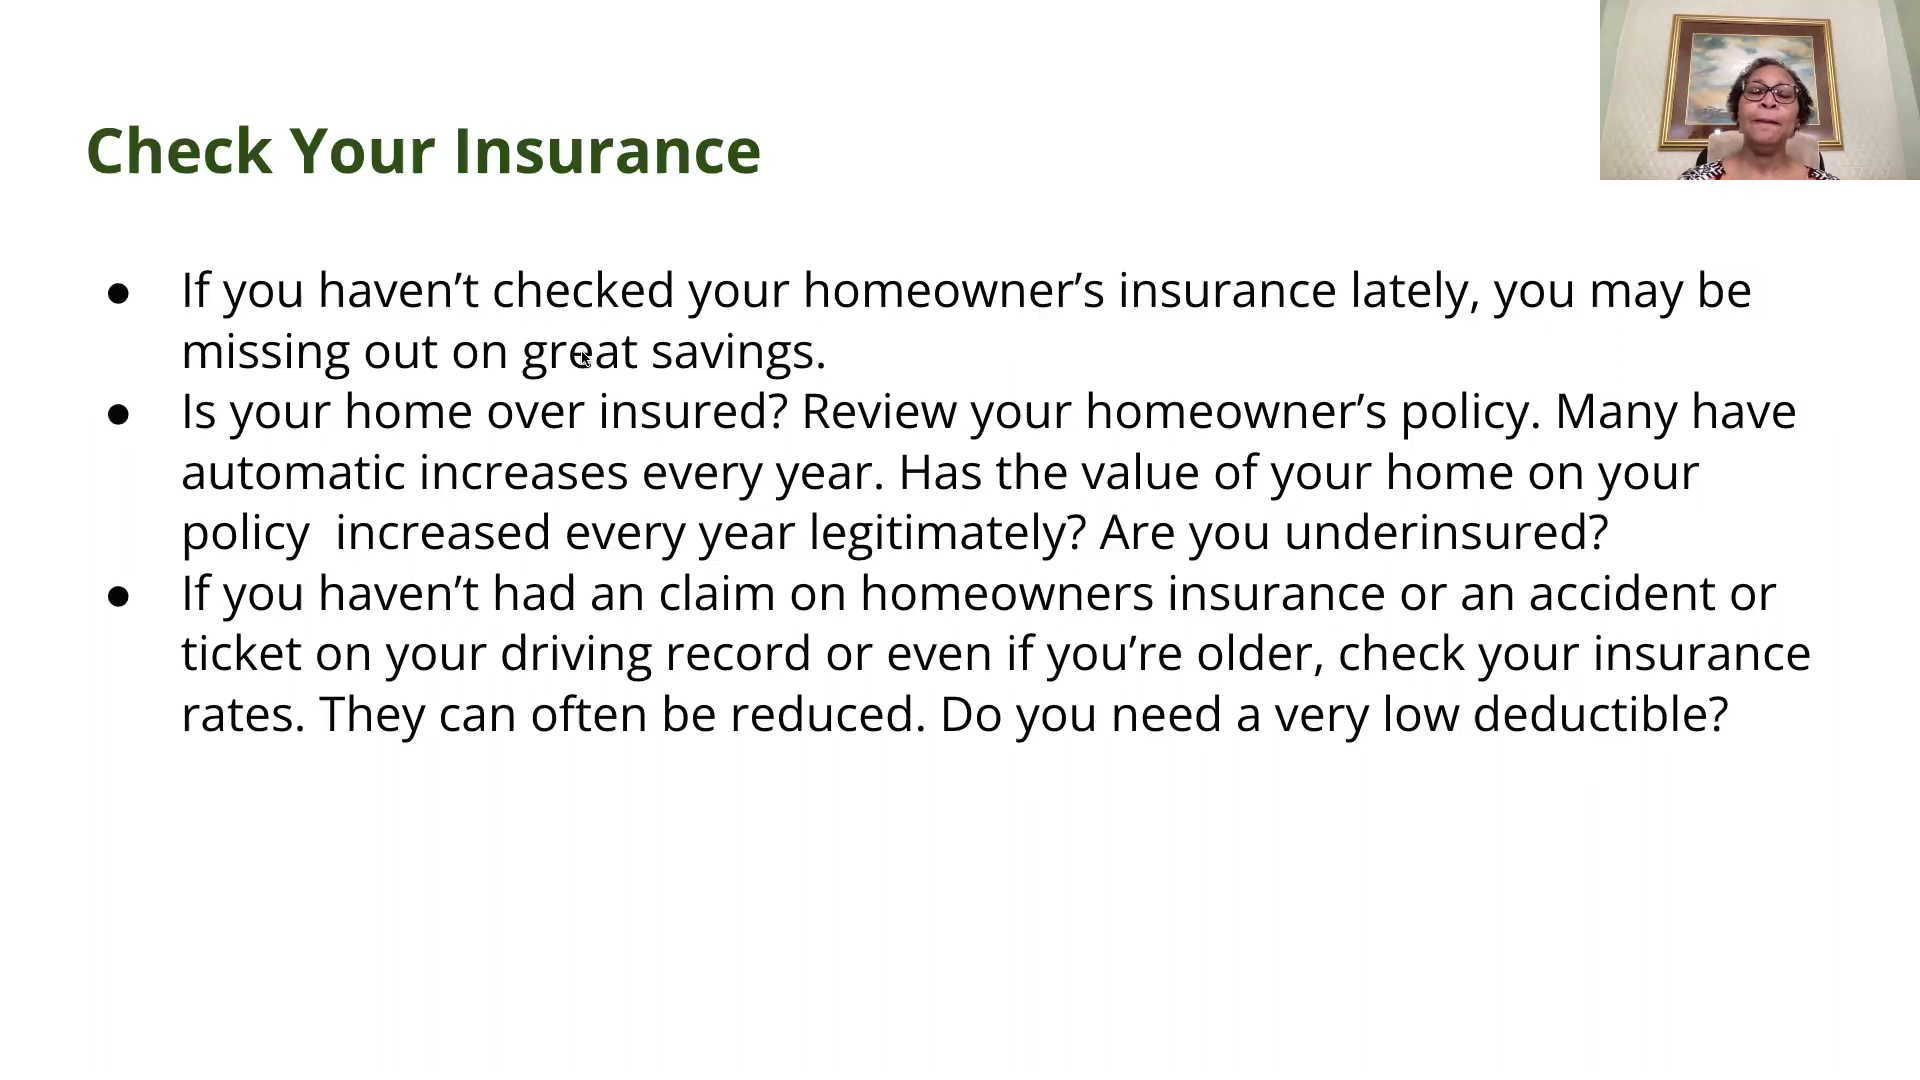 Check Your Insurance
● If you haven’t checked your homeowner’s insurance lately, you may be
missing out on great savings.
● Is your home over insured? Review your homeowner’s policy. Many have
automatic increases every year. Has the value of your home on your
policy  increased every year legitimately? Are you underinsured?
● If you haven’t had an claim on homeowners insurance or an accident or
ticket on your driving record or even if you’re older, check your insurance
rates. They can often be reduced. Do you need a very low deductible?